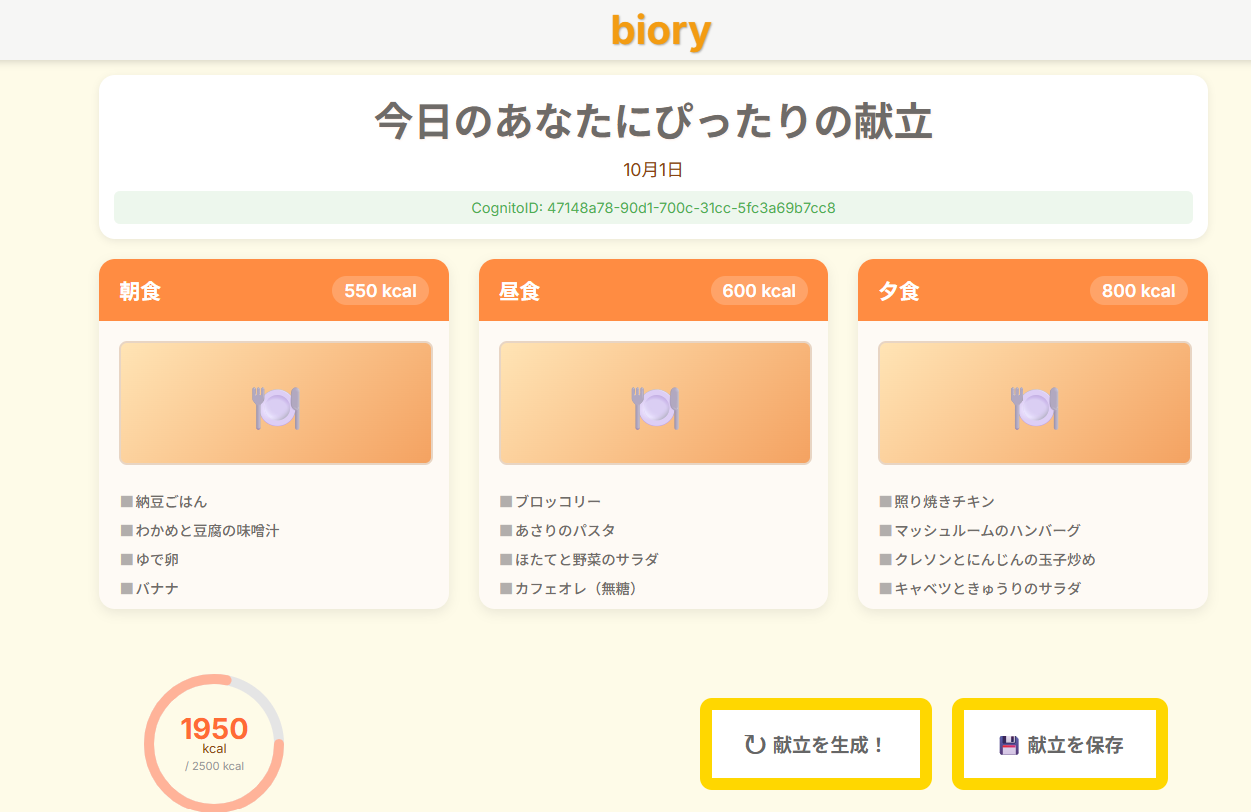 biory
今日のあなたにぴったりの献立
10月1日
CognitoID: 47148a78-90d1-700c-31cc-5fc3a69b7cc8
朝食 550 kcal
■納豆ごはん
■わかめと豆腐の味噌汁
■ゆで卵
■バナナ
昼食 600 kcal
■ブロッコリー
■あさりのパスタ
■ほたてと野菜のサラダ
■カフェオレ（無糖）
夕食 800 kcal
■照り焼きチキン
■マッシュルームのハンバーグ
■クレソンとにんじんの玉子炒め
■キャベツときゅうりのサラダ
1950
kcal
/ 2500 kcal
↻ 献立を生成！
💾 献立を保存